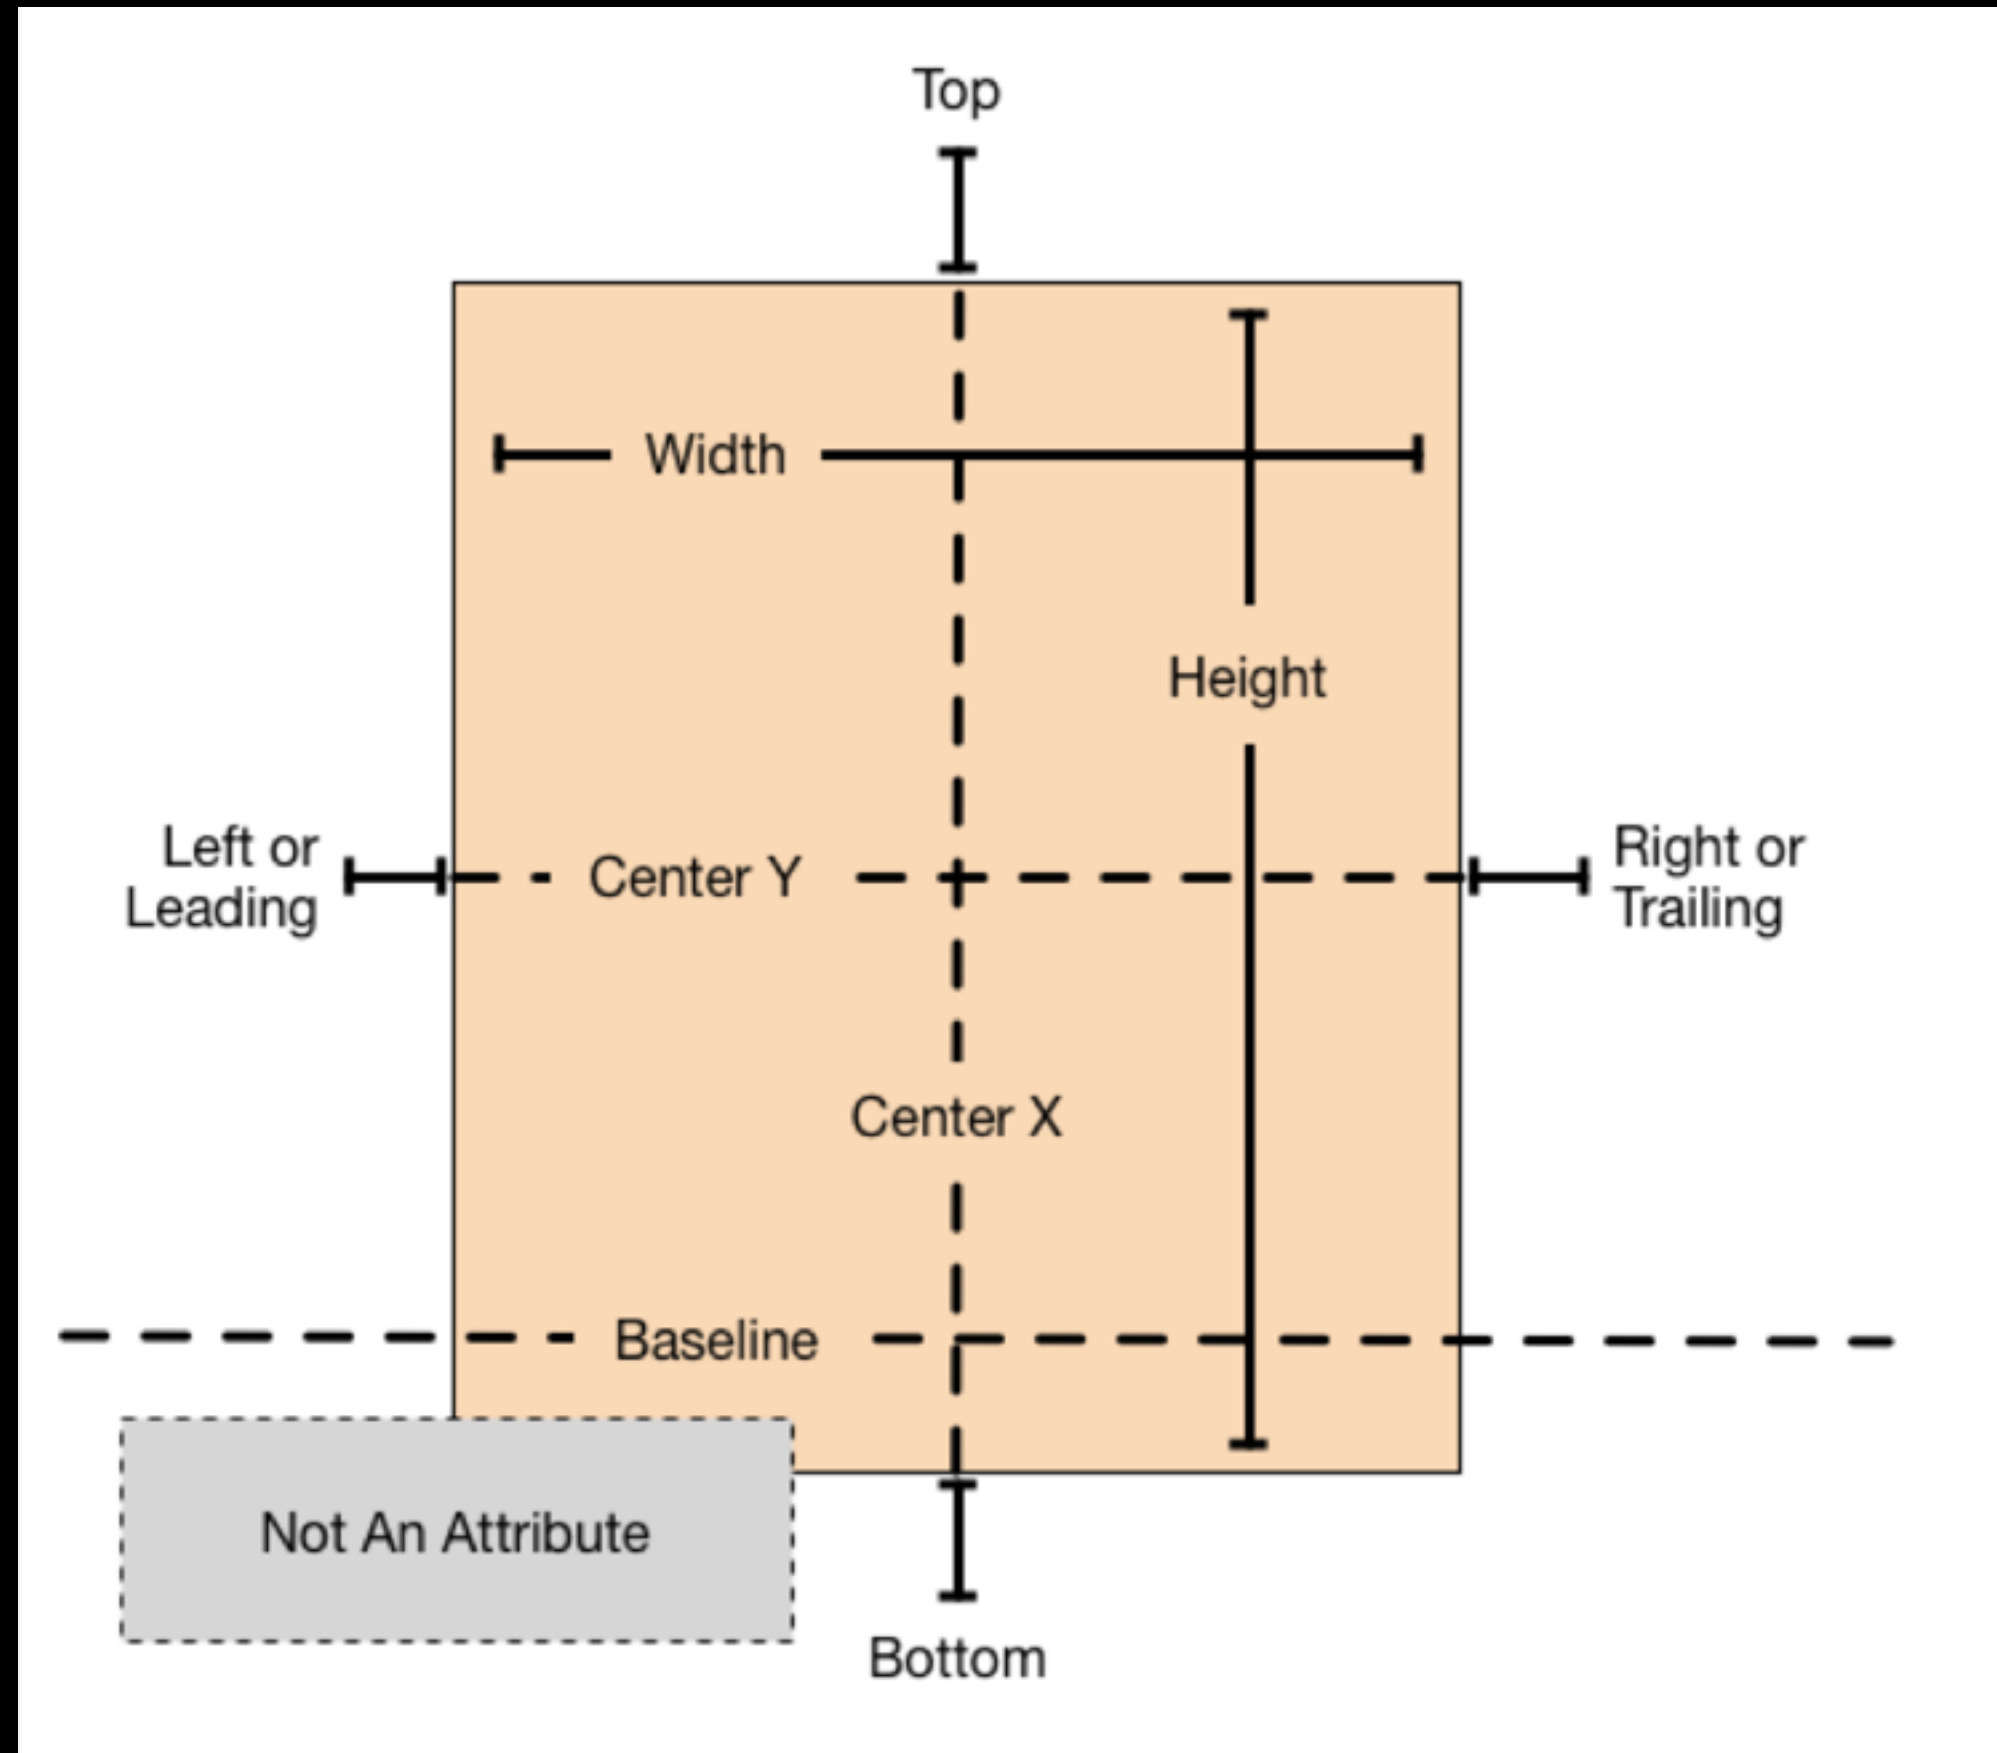 Top
Width
Height
Left or
Leading
Center Y
Right or
Trailing
Center X
Baseline
Not An Attribute
Bottom